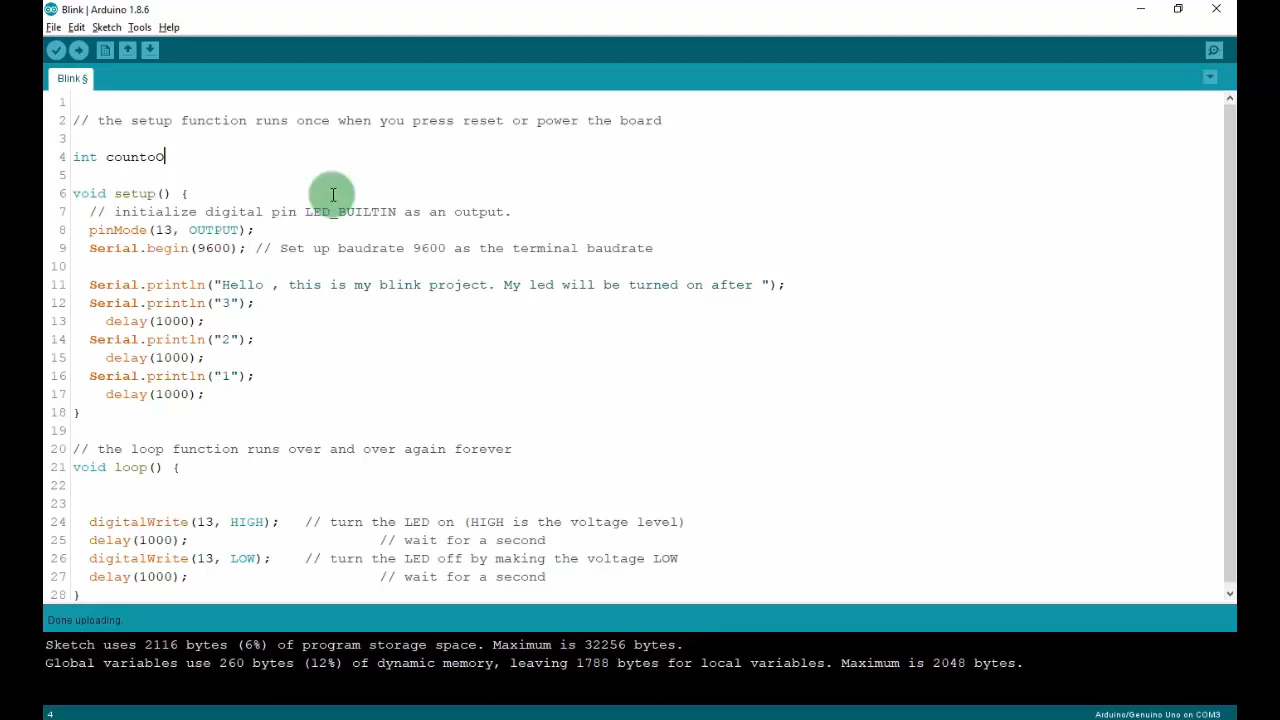 Blink | Arduino 1.8.6
File Edit Sketch Tools Help
Blink §
1
2 // the setup function runs once when you press reset or power the board
3
4 int countoO
5
6 void setup() {
7 // initialize digital pin LED_BUILTIN as an output.
8 pinMode(13, OUTPUT);
9 Serial.begin(9600); // Set up baudrate 9600 as the terminal baudrate
10
11 Serial.println("Hello , this is my blink project. My led will be turned on after ");
12 Serial.println("3");
13 delay(1000);
14 Serial.println("2");
15 delay(1000);
16 Serial.println("1");
17 delay(1000);
18 }
19
20 // the loop function runs over and over again forever
21 void loop() {
22
23
24 digitalWrite(13, HIGH); // turn the LED on (HIGH is the voltage level)
25 delay(1000); // wait for a second
26 digitalWrite(13, LOW); // turn the LED off by making the voltage LOW
27 delay(1000); // wait for a second
28 }
Done uploading.
Sketch uses 2116 bytes (6%) of program storage space. Maximum is 32256 bytes.
Global variables use 260 bytes (12%) of dynamic memory, leaving 1788 bytes for local variables. Maximum is 2048 bytes.
4 Arduino/Genuino Uno on COM3